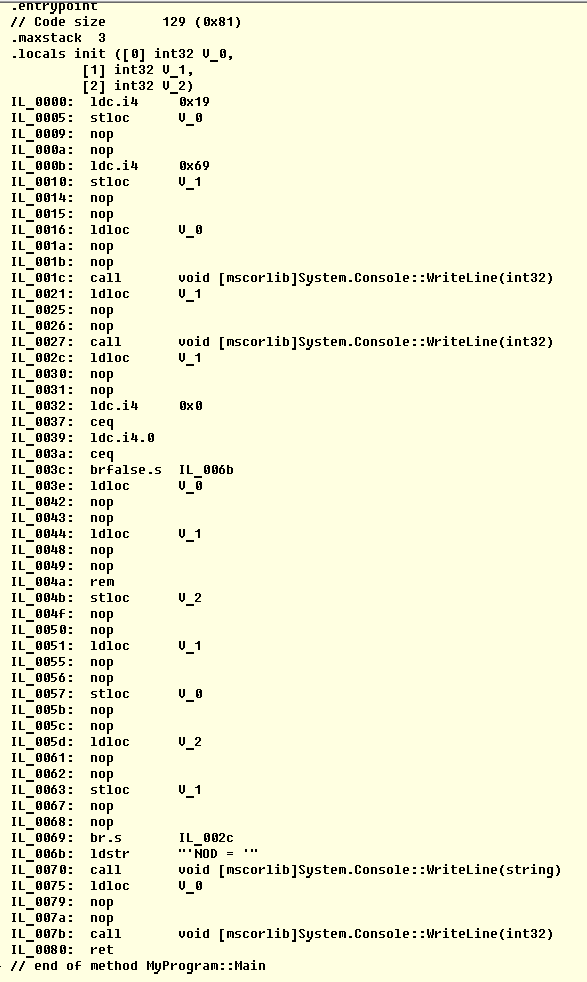 .entrypoint
// Code size       129 (0x81)
.maxstack  3
.locals init ([0] int32 V_0,
         [1] int32 V_1,
         [2] int32 V_2)
IL_0000:  ldc.i4     0x19
IL_0005:  stloc      V_0
IL_0009:  nop
IL_000a:  nop
IL_000b:  ldc.i4     0x69
IL_0010:  stloc      V_1
IL_0014:  nop
IL_0015:  nop
IL_0016:  ldloc      V_0
IL_001a:  nop
IL_001b:  nop
IL_001c:  call       void [mscorlib]System.Console::WriteLine(int32)
IL_0021:  ldloc      V_1
IL_0025:  nop
IL_0026:  nop
IL_0027:  call       void [mscorlib]System.Console::WriteLine(int32)
IL_002c:  ldloc      V_1
IL_0030:  nop
IL_0031:  nop
IL_0032:  ldc.i4     0x0
IL_0037:  ceq
IL_0039:  ldc.i4.0
IL_003a:  ceq
IL_003c:  brfalse.s  IL_006b
IL_003e:  ldloc      V_0
IL_0042:  nop
IL_0043:  nop
IL_0044:  ldloc      V_1
IL_0048:  nop
IL_0049:  nop
IL_004a:  rem
IL_004b:  stloc      V_2
IL_004f:  nop
IL_0050:  nop
IL_0051:  ldloc      V_1
IL_0055:  nop
IL_0056:  nop
IL_0057:  stloc      V_0
IL_005b:  nop
IL_005c:  nop
IL_005d:  ldloc      V_2
IL_0061:  nop
IL_0062:  nop
IL_0063:  stloc      V_1
IL_0067:  nop
IL_0068:  nop
IL_0069:  br.s       IL_002c
IL_006b:  ldstr      "'NOD = '"
IL_0070:  call       void [mscorlib]System.Console::WriteLine(string)
IL_0075:  ldloc      V_0
IL_0079:  nop
IL_007a:  nop
IL_007b:  call       void [mscorlib]System.Console::WriteLine(int32)
IL_0080:  ret
// end of method MyProgram::Main